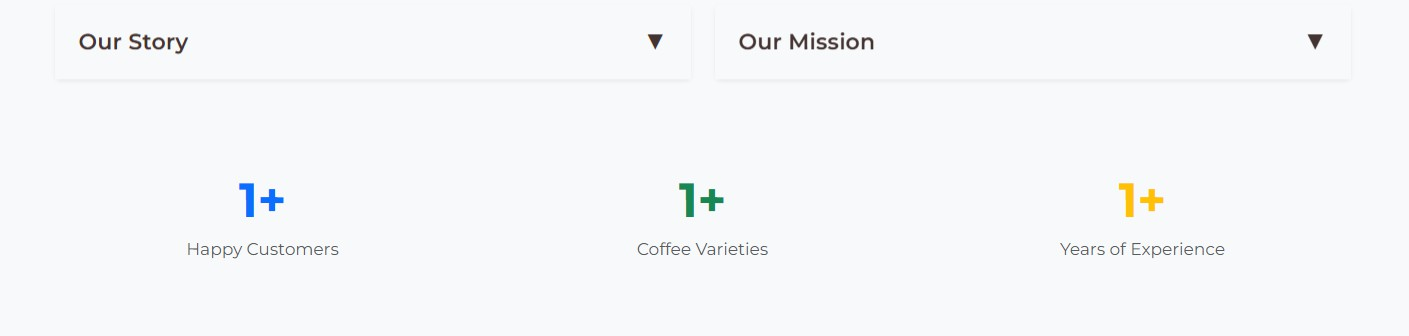 Our Story ▼
Our Mission ▼
1+
Happy Customers
1+
Coffee Varieties
1+
Years of Experience